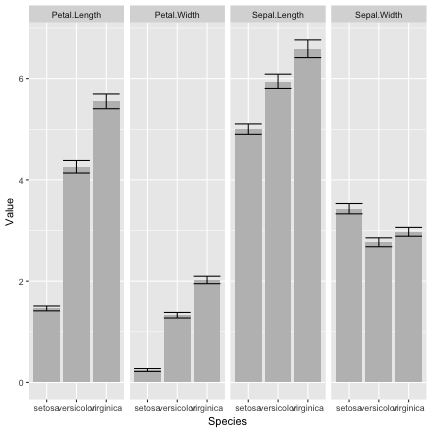 Petal.Length Petal.Width Sepal.Length Sepal.Width
6
4
2
0
Value
setosa versicolor virginica setosa versicolor virginica setosa versicolor virginica setosa versicolor virginica
Species